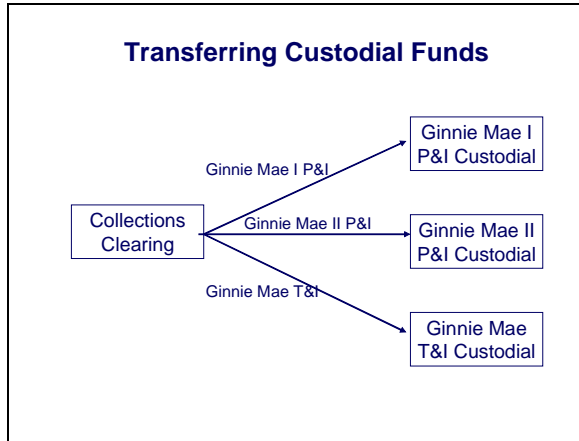 Transferring Custodial Funds
Ginnie Mae I
P&I Custodial
Ginnie Mae I P&I
Collections
Clearing
Ginnie Mae II P&I
Ginnie Mae II
P&I Custodial
Ginnie Mae T&I
Ginnie Mae
T&I Custodial